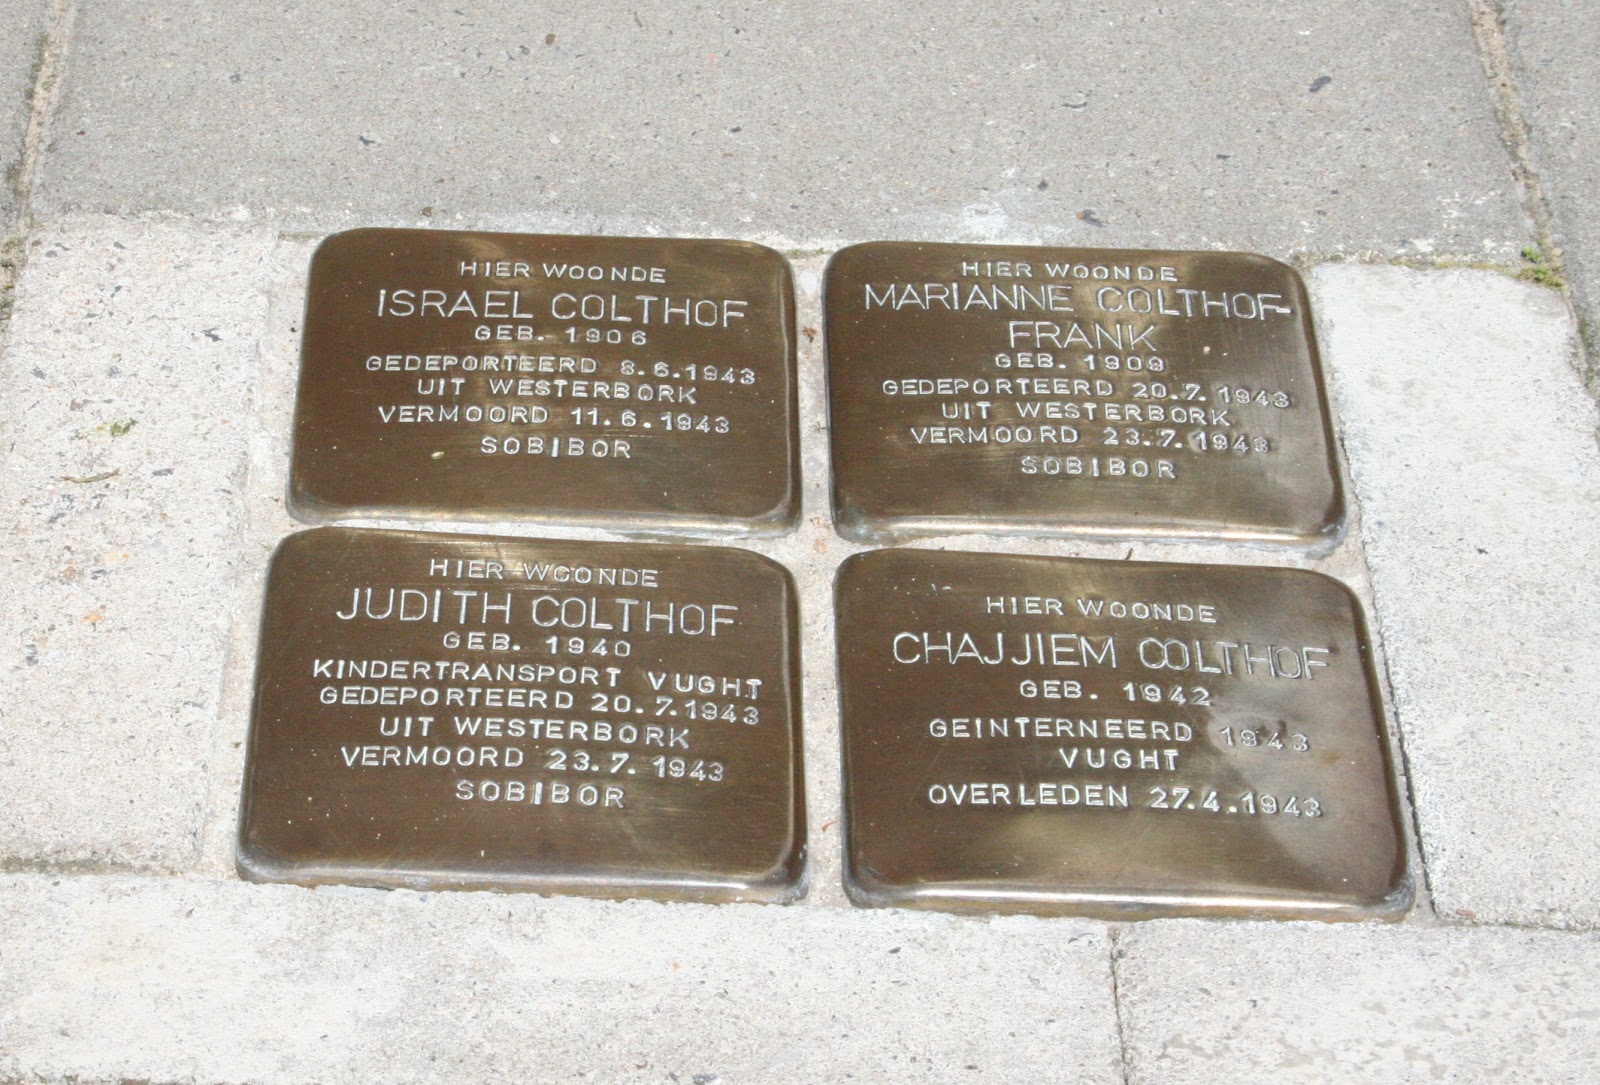 HIER WOONDE
ISRAEL COLTHOF
GEB. 1906
GEDEPORTEERD 8.6.1943
UIT WESTERBORK
VERMOORD 11.6.1943
SOBIBOR
HIER WOONDE
MARIANNE COLTHOF-
FRANK
GEB. 1909
GEDEPORTEERD 20.7.1943
UIT WESTERBORK
VERMOORD 23.7.1943
SOBIBOR
HIER WOONDE
JUDITH COLTHOF
GEB. 1940
KINDERTRANSPORT VUGHT
GEDEPORTEERD 20.7.1943
UIT WESTERBORK
VERMOORD 23.7.1943
SOBIBOR
HIER WOONDE
CHAJJIEM COLTHOF
GEB. 1942
GEINTERNEERD 1943
VUGHT
OVERLEDEN 27.4.1943